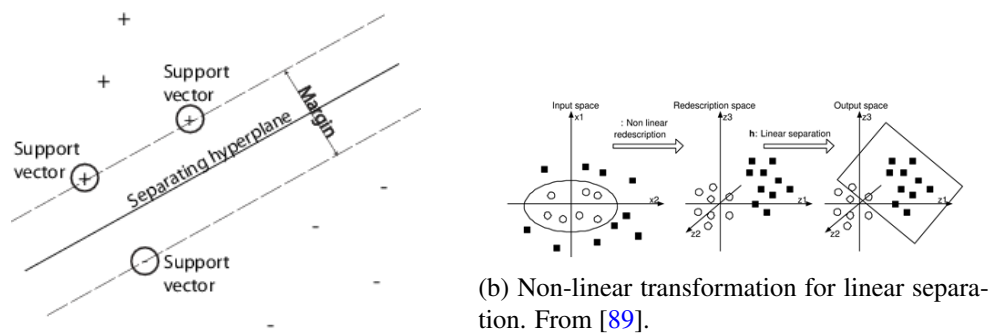 +
+
Support
vector
+
Support
vector
+
Margin
Separating hyperplane
-
-
-
-
-
Support
vector
Input space
x1
x2
: Non linear
redescription
Redescription space
z3
z1
z2
h: Linear separation
Output space
z3
z1
z2
(b) Non-linear transformation for linear separa-
tion. From [89].